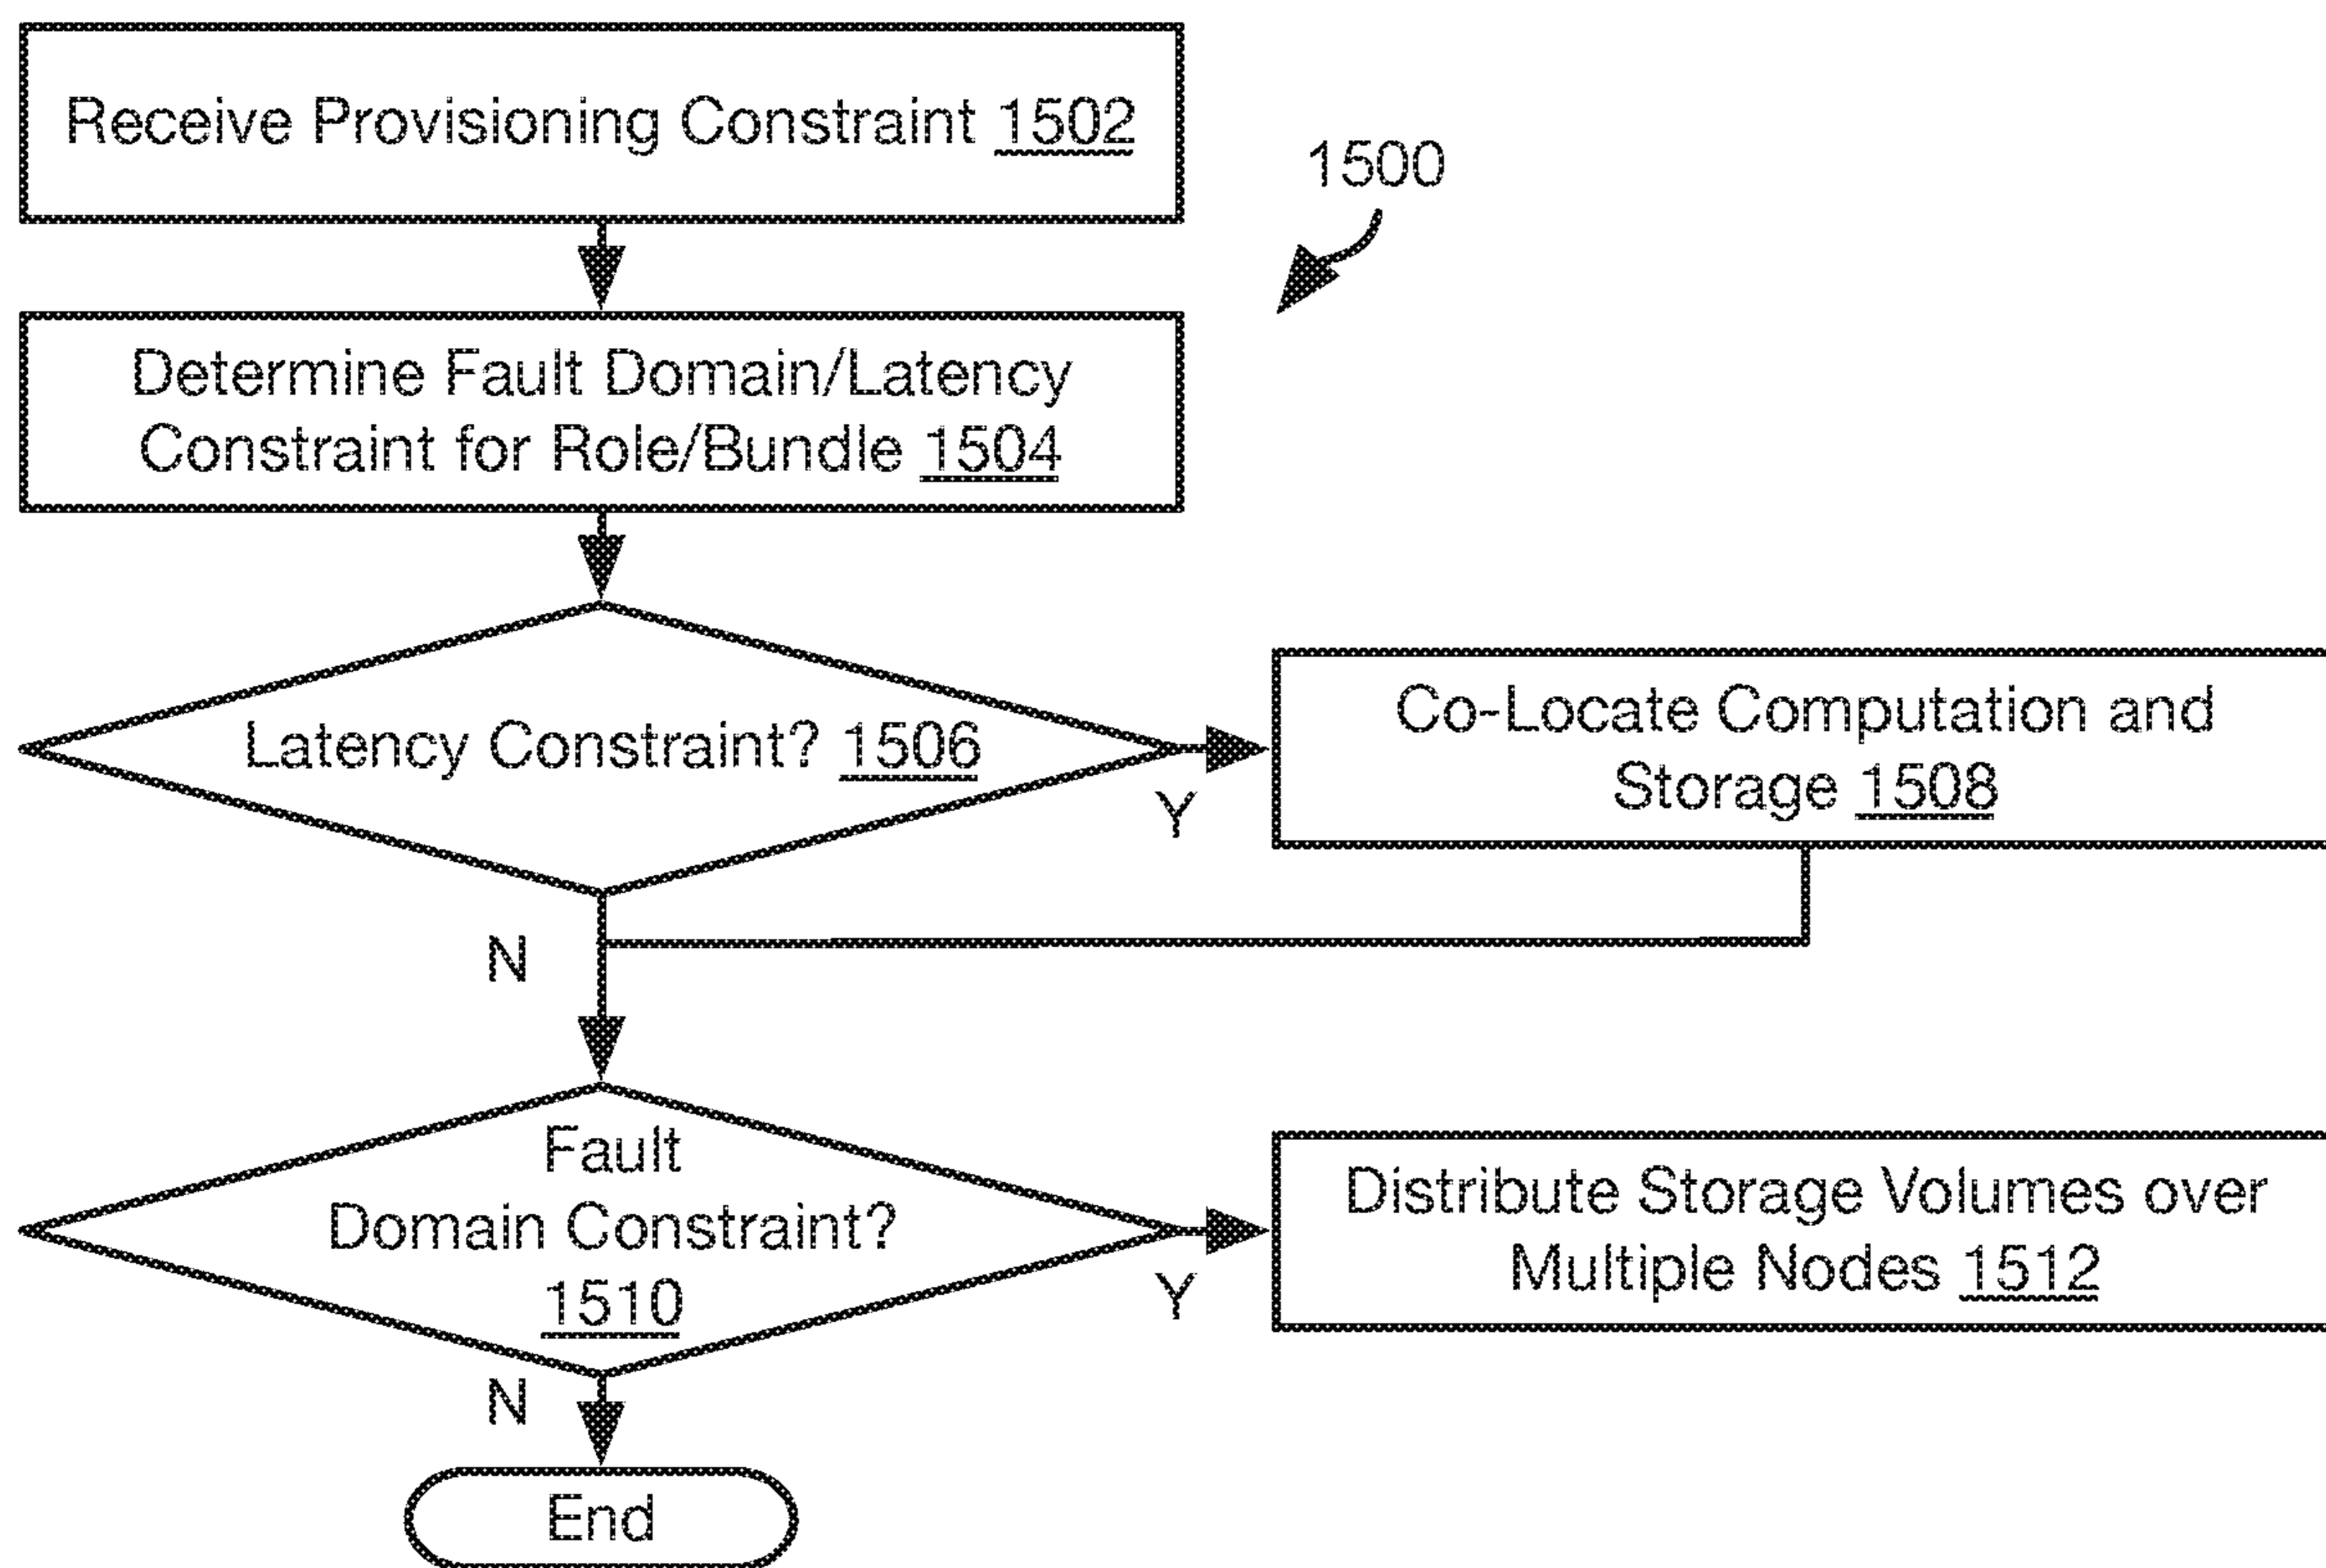 Receive Provisioning Constraint 1502
1500
Determine Fault Domain/Latency
Constraint for Role/Bundle 1504
Latency Constraint? 1506
Y
Co-Locate Computation and
Storage 1508
N
Fault
Domain Constraint?
1510
Y
Distribute Storage Volumes over
Multiple Nodes 1512
N
End